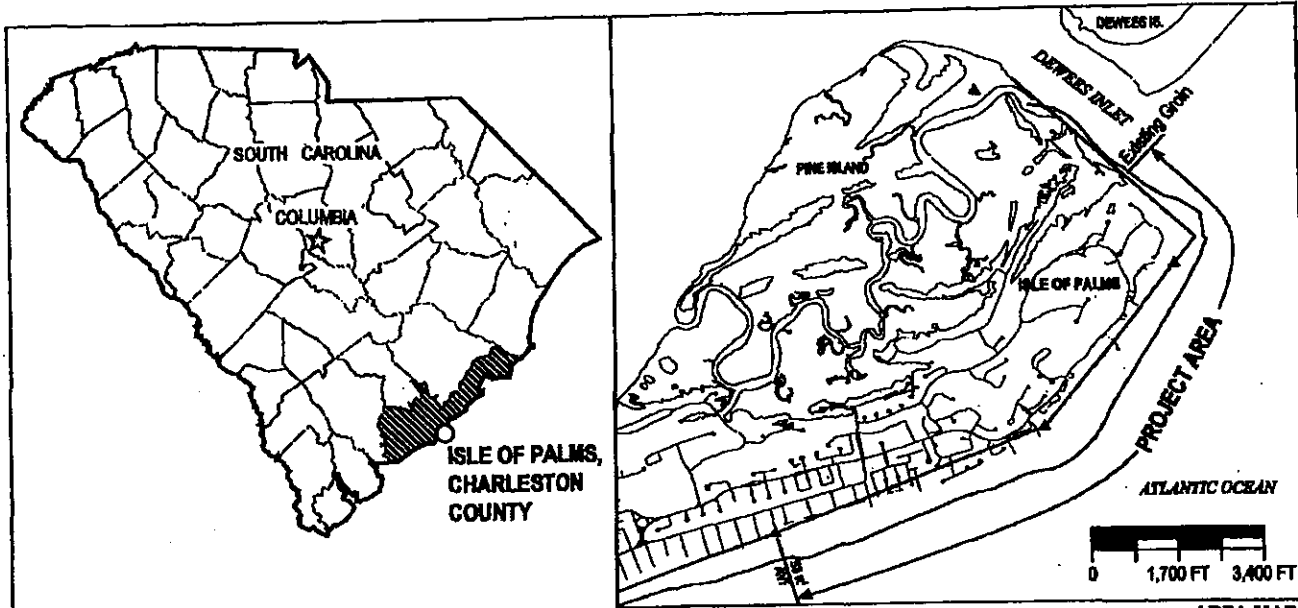 SOUTH CAROLINA
COLUMBIA
ISLE OF PALMS,
CHARLESTON
COUNTY
DEWEES IS.
DEWEES INLET
Existing Groin
PINE ISLAND
ISLE OF PALMS
PROJECT AREA
ATLANTIC OCEAN
0 1,700 FT 3,400 FT